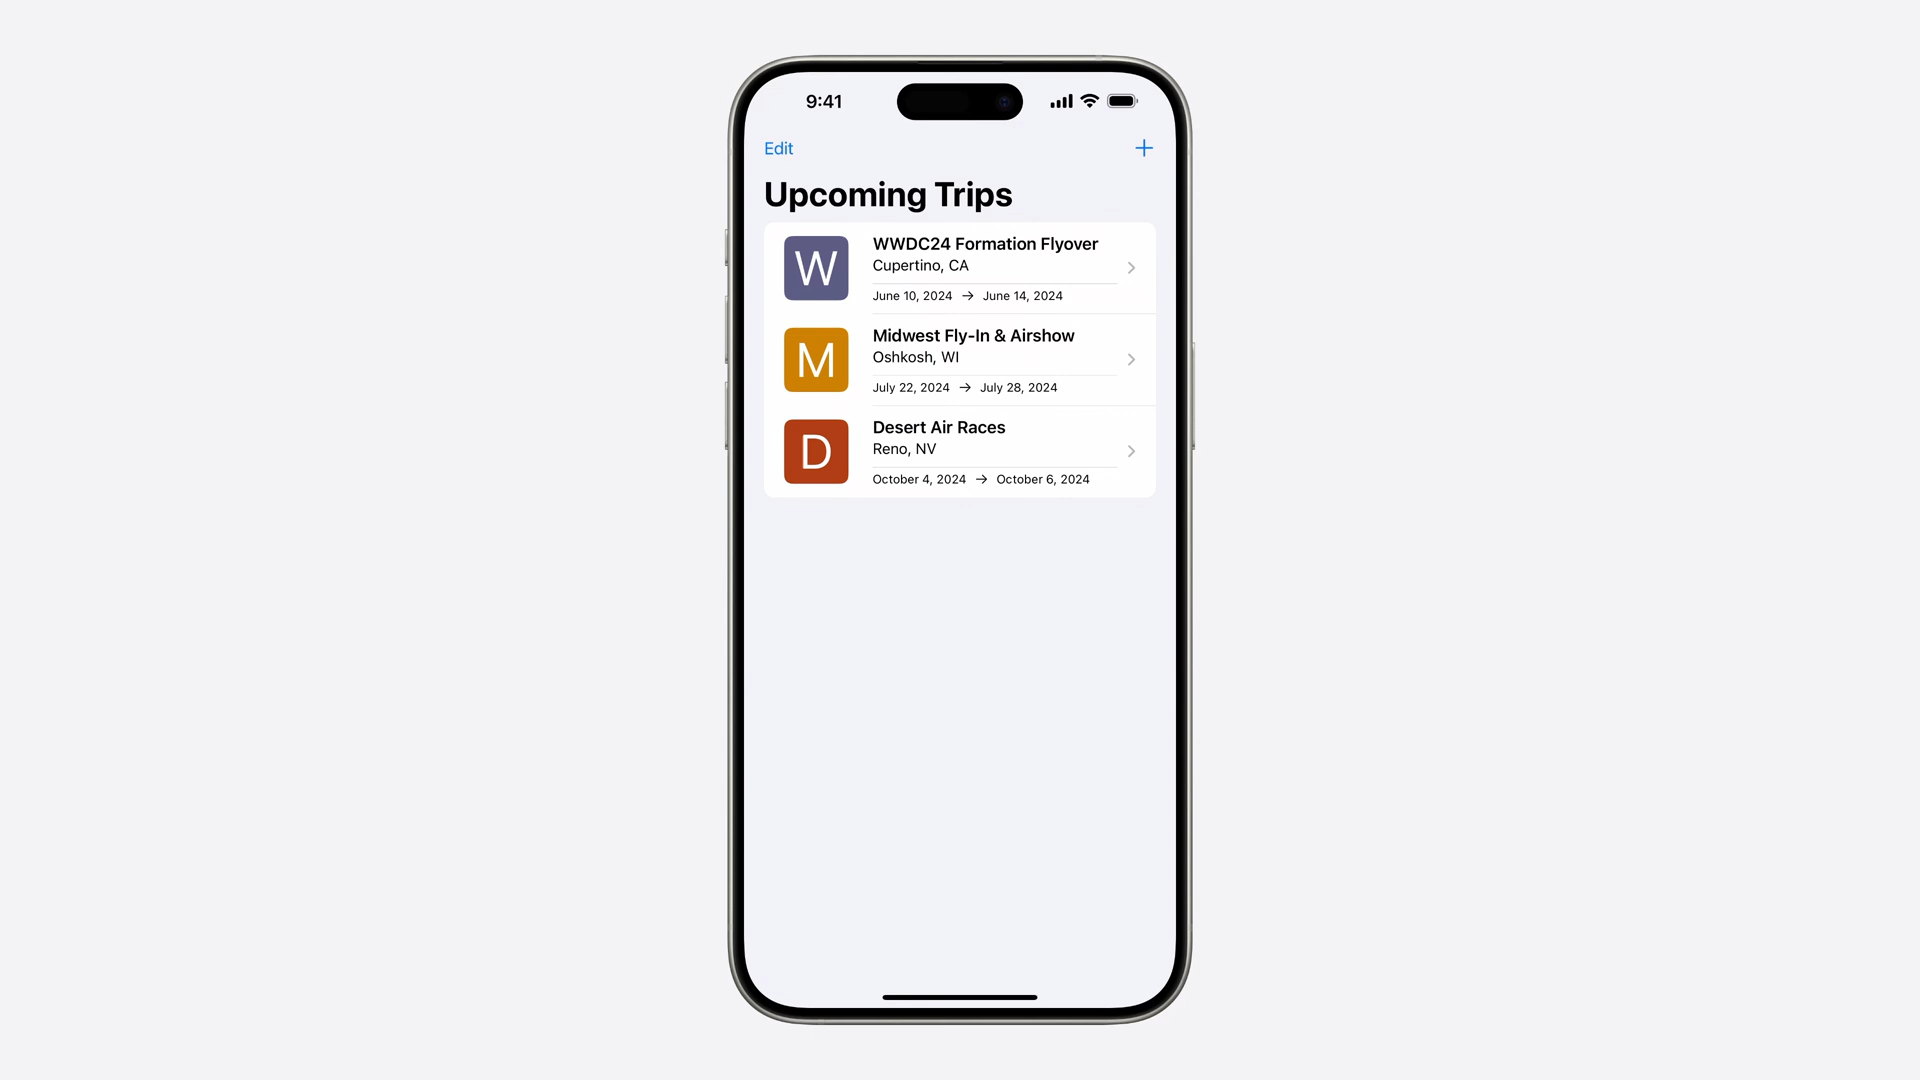 9:41
Edit
Upcoming Trips
W
WWDC24 Formation Flyover
Cupertino, CA
June 10, 2024 → June 14, 2024
M
Midwest Fly-In & Airshow
Oshkosh, WI
July 22, 2024 → July 28, 2024
D
Desert Air Races
Reno, NV
October 4, 2024 → October 6, 2024